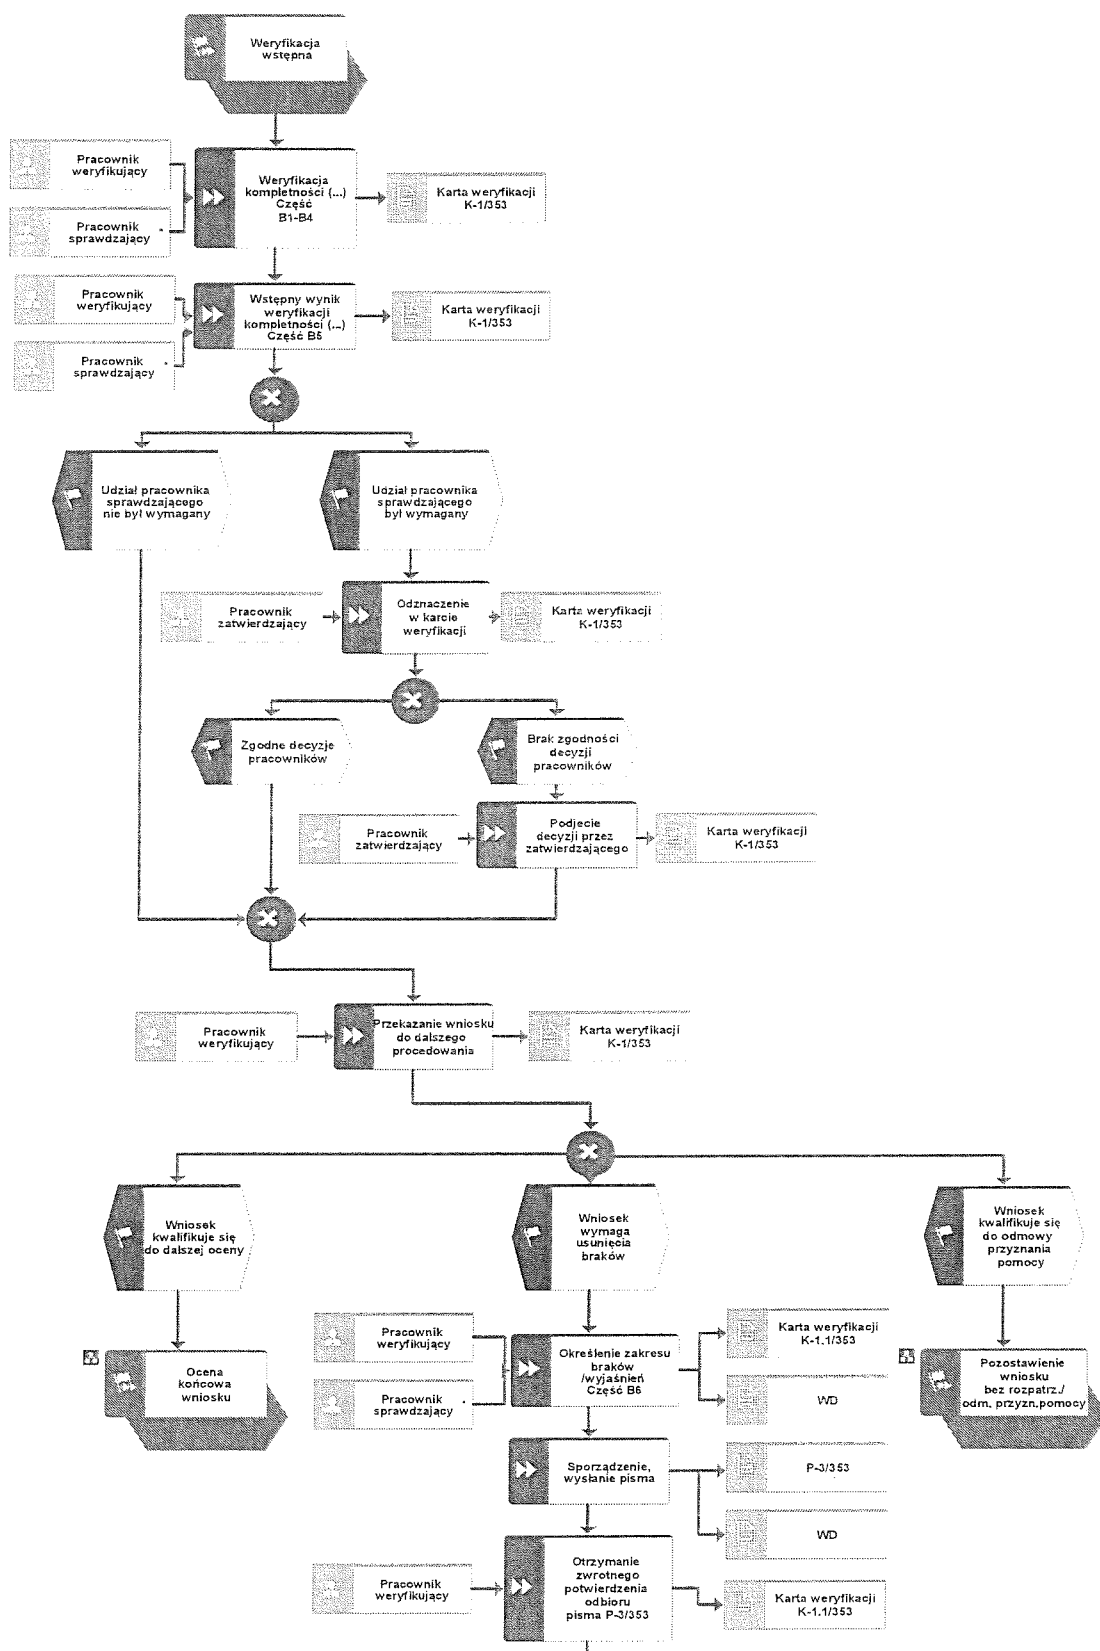 Weryfikacja
wstępna
Pracownik
weryfikujący
Weryfikacja
kompletności (...)
Część
B1-B4
Karta weryfikacji
K-1/353
Pracownik
sprawdzający *
Pracownik
weryfikujący
Wstępny wynik
weryfikacji
kompletności (...)
Część B5
Karta weryfikacji
K-1/353
Pracownik
sprawdzający *
Udział pracownika
sprawdzającego
nie był wymagany
Udział pracownika
sprawdzającego
był wymagany
Pracownik
zatwierdzający
Odznaczenie
w karcie
weryfikacji
Karta weryfikacji
K-1/353
Zgodne decyzje
pracowników
Brak zgodności
decyzji
pracowników
Pracownik
zatwierdzający
Podjecie
decyzji przez
zatwierdzającego
Karta weryfikacji
K-1/353
Pracownik
weryfikujący
Przekazanie wniosku
do dalszego
procedowania
Karta weryfikacji
K-1/353
Wniosek
kwalifikuje się
do dalszej oceny
Wniosek
wymaga
usunięcia
braków
Wniosek
kwalifikuje się
do odmowy
przyznania
pomocy
Ocena
końcowa
wniosku
Pracownik
weryfikujący
Pracownik
sprawdzający *
Określenie zakresu
braków
/wyjaśnień
Część B6
Karta weryfikacji
K-1.1/353
WD
Pozostawienie
wniosku
bez rozpatrz./
odm. przyzn.pomocy
Sporządzenie,
wysłanie pisma
P-3/353
WD
Pracownik
weryfikujący
Otrzymanie
zwrotnego
potwierdzenia
odbioru
pisma P-3/353
Karta weryfikacji
K-1.1/353